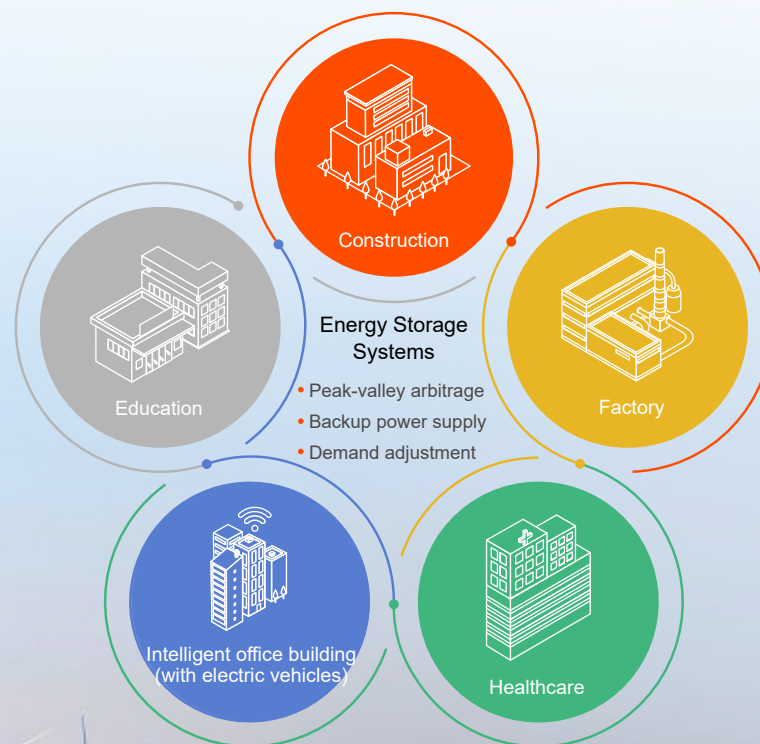 Construction
Education
Energy Storage
Systems
• Peak-valley arbitrage
• Backup power supply
• Demand adjustment
Factory
Intelligent office building
(with electric vehicles)
Healthcare